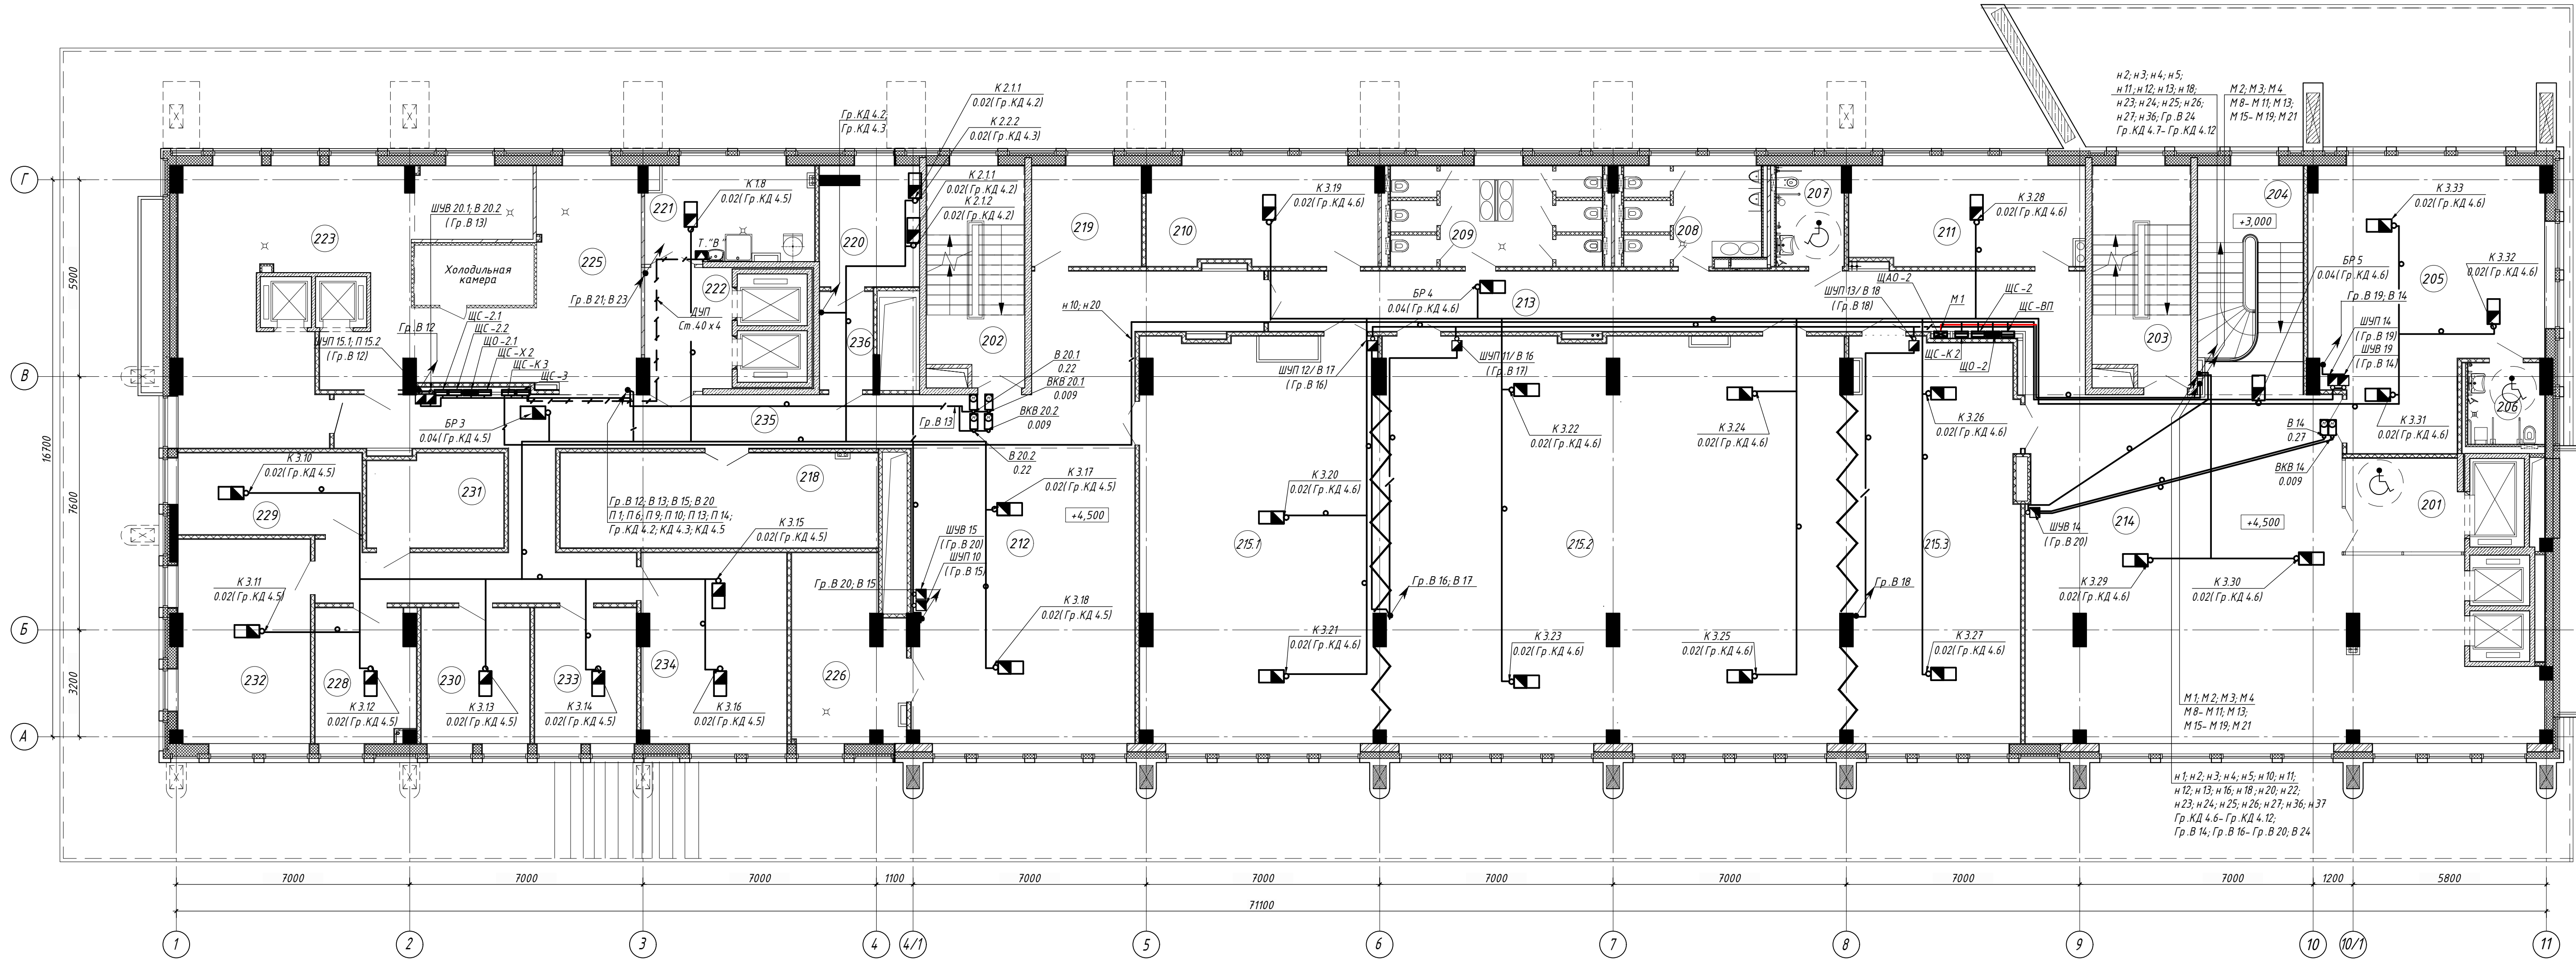 К 2.1.1
0.02( Гр.КД 4.2)
К 2.2.2
0.02( Гр.КД 4.3)
Гр.КД 4.2
Гр.КД 4.3
н 2; н 3; н 4; н 5;
н 11; н 12; н 13; н 18;
н 23; н 24; н 25; н 26;
н 27; н 36; Гр.В 24
Гр.КД 4.7- Гр.КД 4.12
М 2; М 3; М 4
М 8- М 11; М 13;
М 15- М 19; М 21
Г
ШУВ 20.1; В 20.2
( Гр.В 13)
223
225
221
К 1.8
0.02( Гр.КД 4.5)
Т."В"
220
К 2.1.1
0.02( Гр.КД 4.2)
К 2.1.2
0.02( Гр.КД 4.2)
219
210
К 3.19
0.02( Гр.КД 4.6)
209
208
207
211
К 3.28
0.02( Гр.КД 4.6)
204
+3,000
К 3.33
0.02( Гр.КД 4.6)
205
К 3.32
0.02( Гр.КД 4.6)
5900
Холодильная
камера
222
Гр.В 21; В 23
ДУП
Ст.40 х 4
н 10; н 20
БР 4
0.04( Гр.КД 4.6)
213
ШУП 13/ В 18
( Гр.В 18)
ЩАО -2
М 1
ЩС -2
ЩС -ВП
БР 5
0.04( Гр.КД 4.6)
Гр.В 19; В 14
ШУП 14
( Гр.В 19)
ШУВ 19
( Гр.В 14)
Гр.В 12
ШУП 15.1; П 15.2
( Гр.В 12)
ЩС -2.1
ЩС -2.2
ЩО -2.1
ЩС -Х 2
ЩС -К 3
ЩС -3
236
202
203
В
В 20.1
0.22
ВКВ 20.1
0.009
ВКВ 20.2
0.009
В 20.2
0.22
ШУП 12/ В 17
( Гр.В 16)
ШУП 11/ В 16
( Гр.В 17)
ЩС -К 2
ЩО -2
206
БР 3
0.04( Гр.КД 4.5)
235
Гр.В 13
К 3.22
0.02( Гр.КД 4.6)
К 3.24
0.02( Гр.КД 4.6)
К 3.26
0.02( Гр.КД 4.6)
В 14
0.27
ВКВ 14
0.009
К 3.31
0.02( Гр.КД 4.6)
16700
7600
К 3.10
0.02( Гр.КД 4.5)
229
231
218
Гр.В 12; В 13; В 15; В 20
П 1; П 6; П 9; П 10; П 13; П 14;
Гр.КД 4.2; КД 4.3; КД 4.5
К 3.15
0.02( Гр.КД 4.5)
К 3.17
0.02( Гр.КД 4.5)
+4,500
212
К 3.20
0.02( Гр.КД 4.6)
215.1
215.2
215.3
ШУВ 14
( Гр.В 20)
214
+4,500
201
К 3.11
0.02( Гр.КД 4.5)
ШУВ 15
( Гр.В 20)
ШУП 10
( Гр.В 15)
Гр.В 20; В 15
К 3.18
0.02( Гр.КД 4.5)
Гр.В 16; В 17
Гр.В 18
К 3.29
0.02( Гр.КД 4.6)
К 3.30
0.02( Гр.КД 4.6)
Б
К 3.21
0.02( Гр.КД 4.6)
К 3.23
0.02( Гр.КД 4.6)
К 3.25
0.02( Гр.КД 4.6)
К 3.27
0.02( Гр.КД 4.6)
3200
232
228
230
233
234
226
К 3.12
0.02( Гр.КД 4.5)
К 3.13
0.02( Гр.КД 4.5)
К 3.14
0.02( Гр.КД 4.5)
К 3.16
0.02( Гр.КД 4.5)
М 1; М 2; М 3; М 4
М 8- М 11; М 13;
М 15- М 19; М 21
А
н 1; н 2; н 3; н 4; н 5; н 10; н 11;
н 12; н 13; н 16; н 18 ; н 20; н 22;
н 23; н 24; н 25; н 26; н 27; н 36; н 37
Гр.КД 4.6- Гр.КД 4.12;
Гр.В 14; Гр.В 16- Гр.В 20; В 24
7000
7000
7000
1100
7000
7000
7000
7000
7000
7000
1200
5800
71100
1
2
3
4
4/1
5
6
7
8
9
10
10/1
11